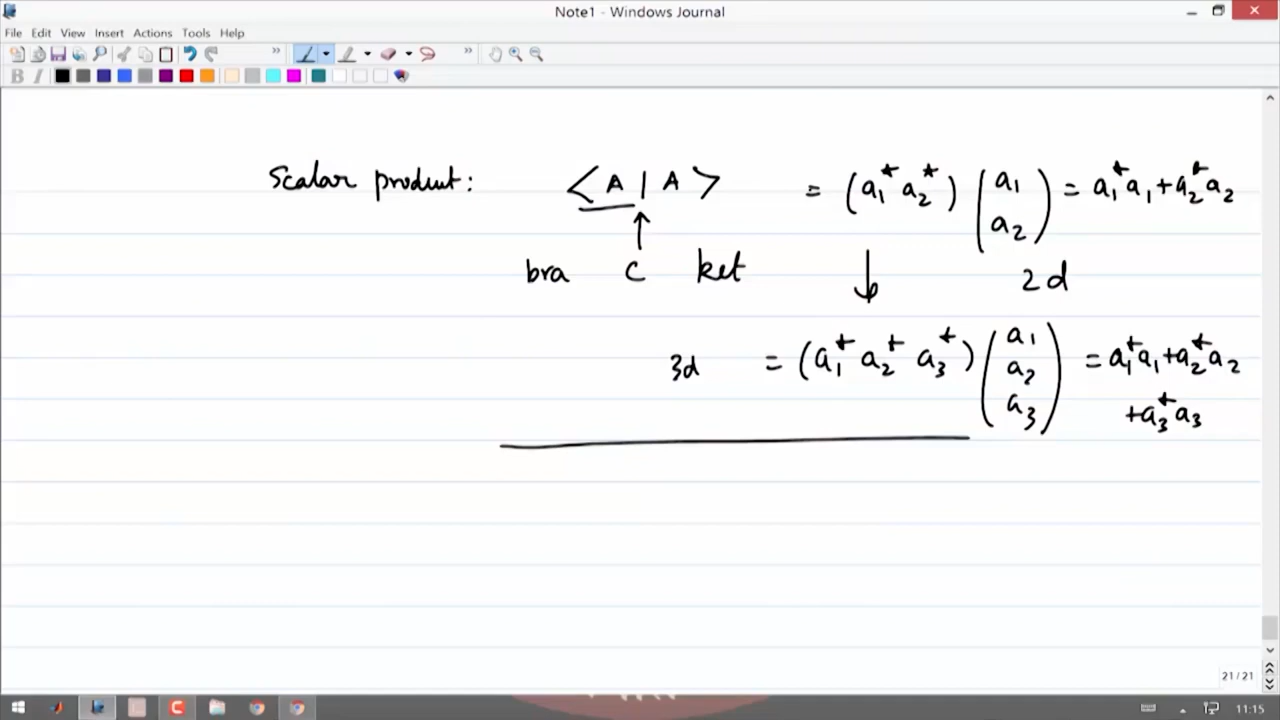 Note1 - Windows Journal
File Edit View Insert Actions Tools Help
Scalar product: <A|A> = (a₁* a₂*) (a₁ a₂) = a₁*a₁+a₂*a₂
bra C ket 2d
3d = (a₁* a₂* a₃*) (a₁ a₂ a₃) = a₁*a₁+a₂*a₂
+a₃*a₃
21 / 21
11:15